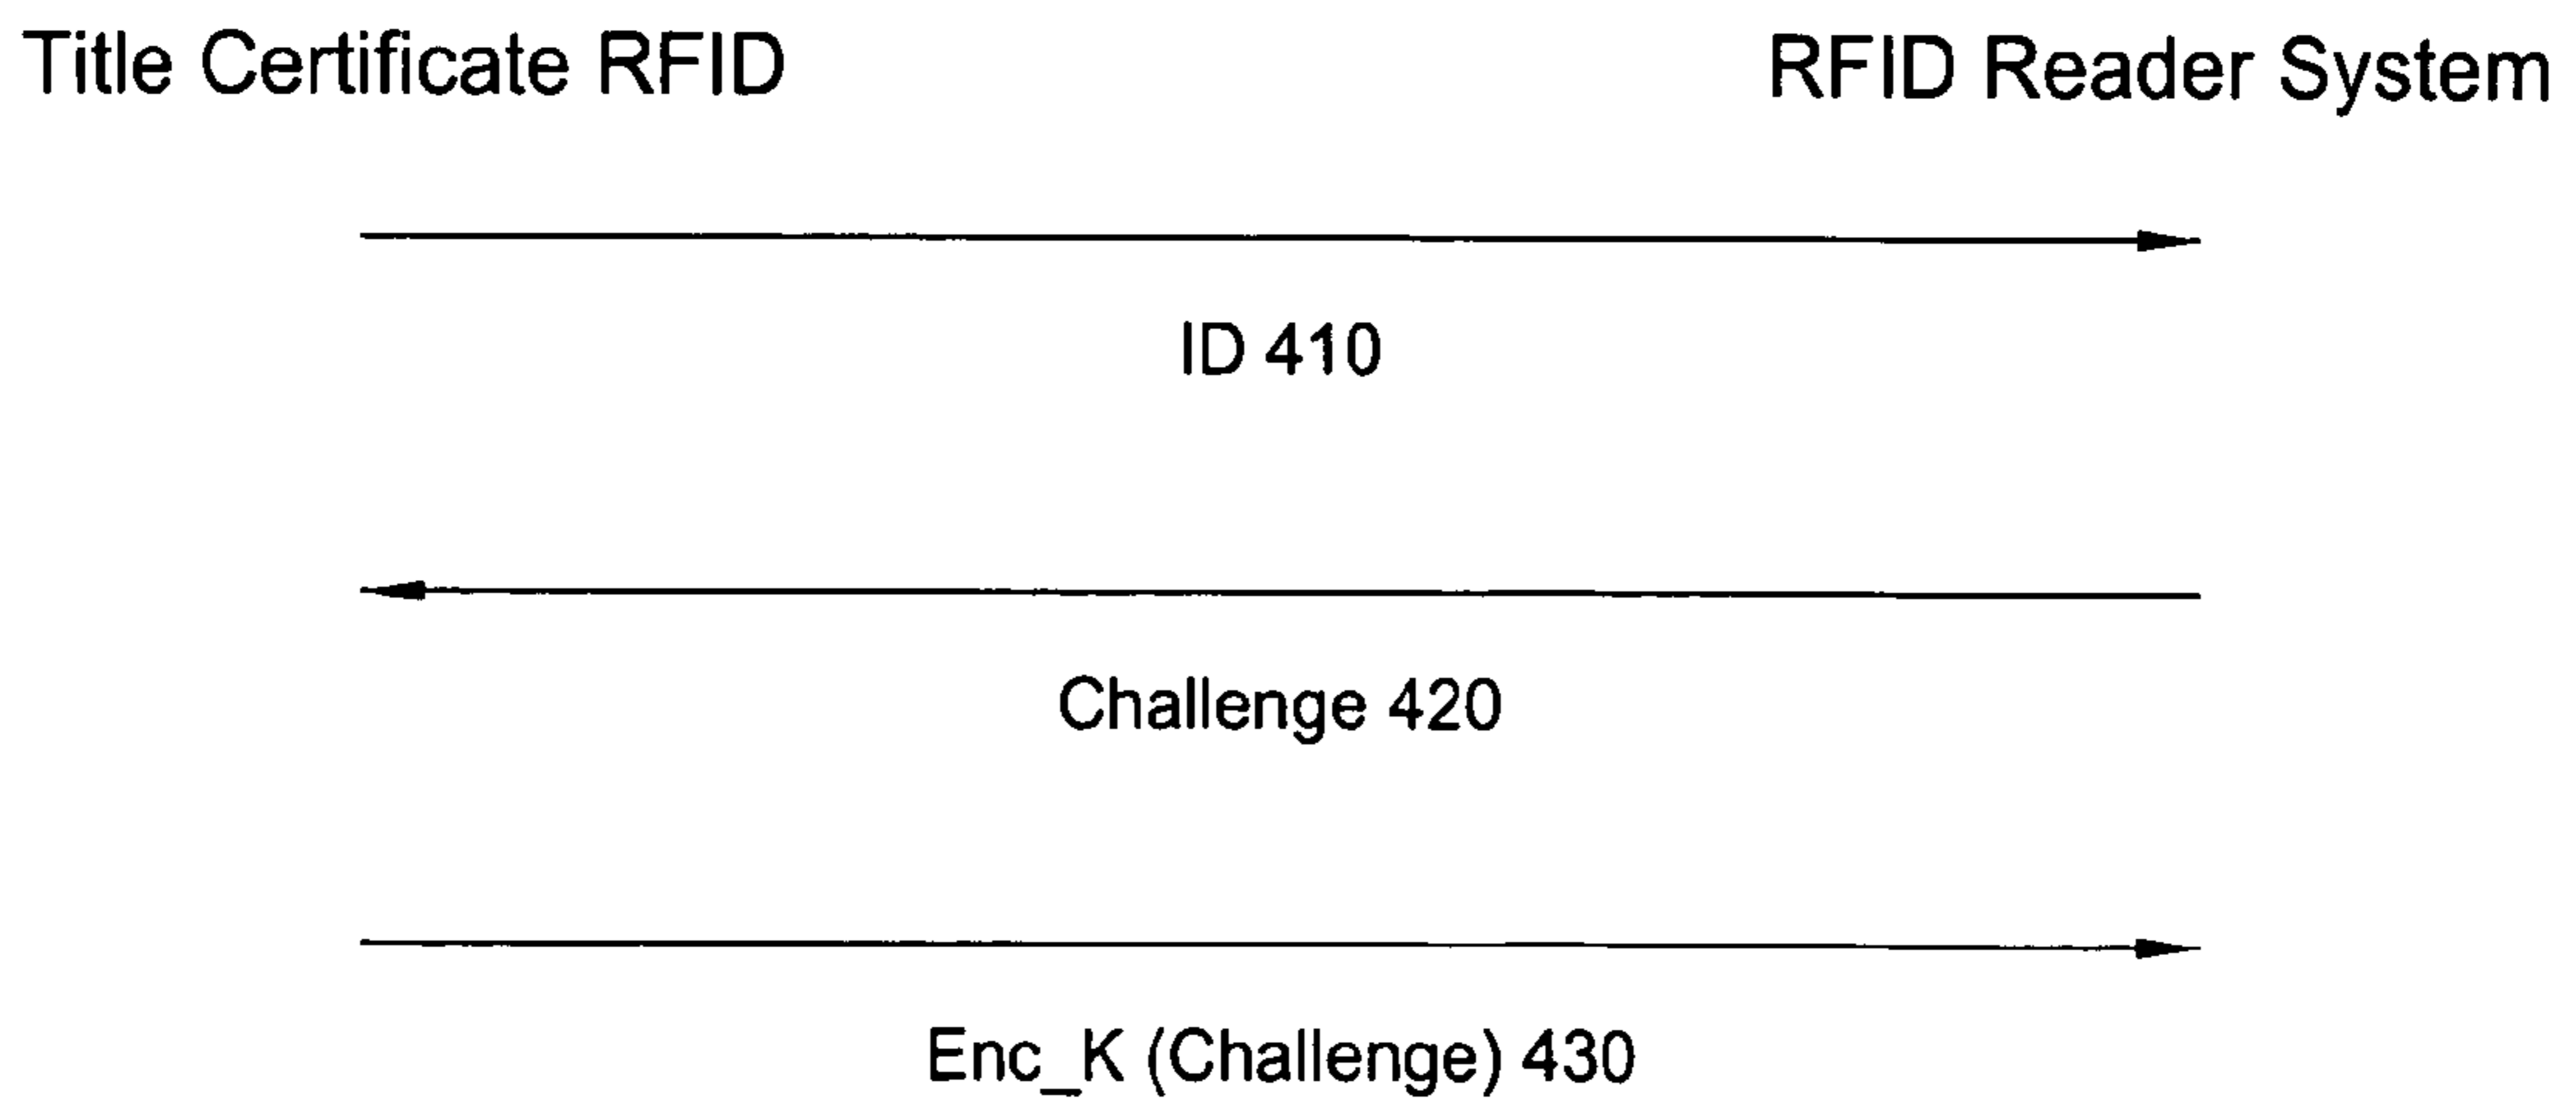 Title Certificate RFID
RFID Reader System
ID 410
Challenge 420
Enc_K (Challenge) 430